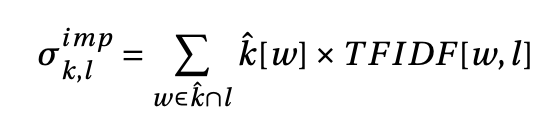 σ^{imp}_{k,l} = ∑_{w∈k̂∩l} k̂[w] × TFIDF[w,l]